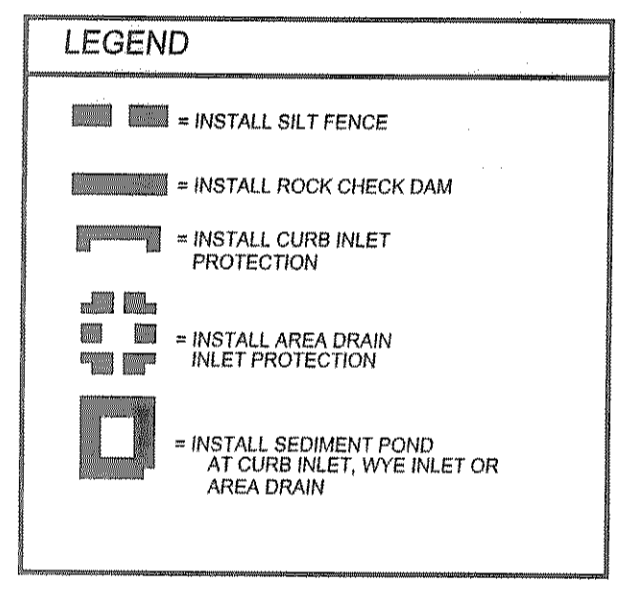 LEGEND
= INSTALL SILT FENCE
= INSTALL ROCK CHECK DAM
= INSTALL CURB INLET
PROTECTION
= INSTALL AREA DRAIN
INLET PROTECTION
= INSTALL SEDIMENT POND
AT CURB INLET, WYE INLET OR
AREA DRAIN